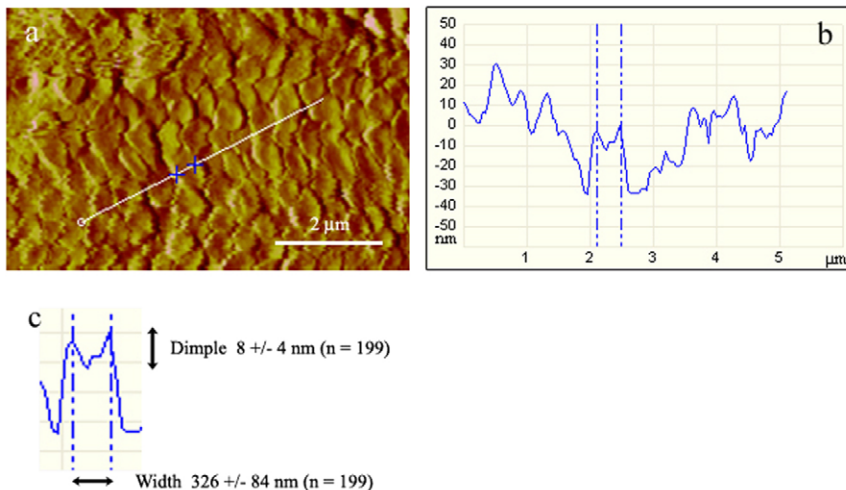 a
2 µm
b
50
40
30
20
10
0
-10
-20
-30
-40
-50
nm
1 2 3 4 5 µm
c
Dimple 8 +/- 4 nm (n = 199)
Width 326 +/- 84 nm (n = 199)